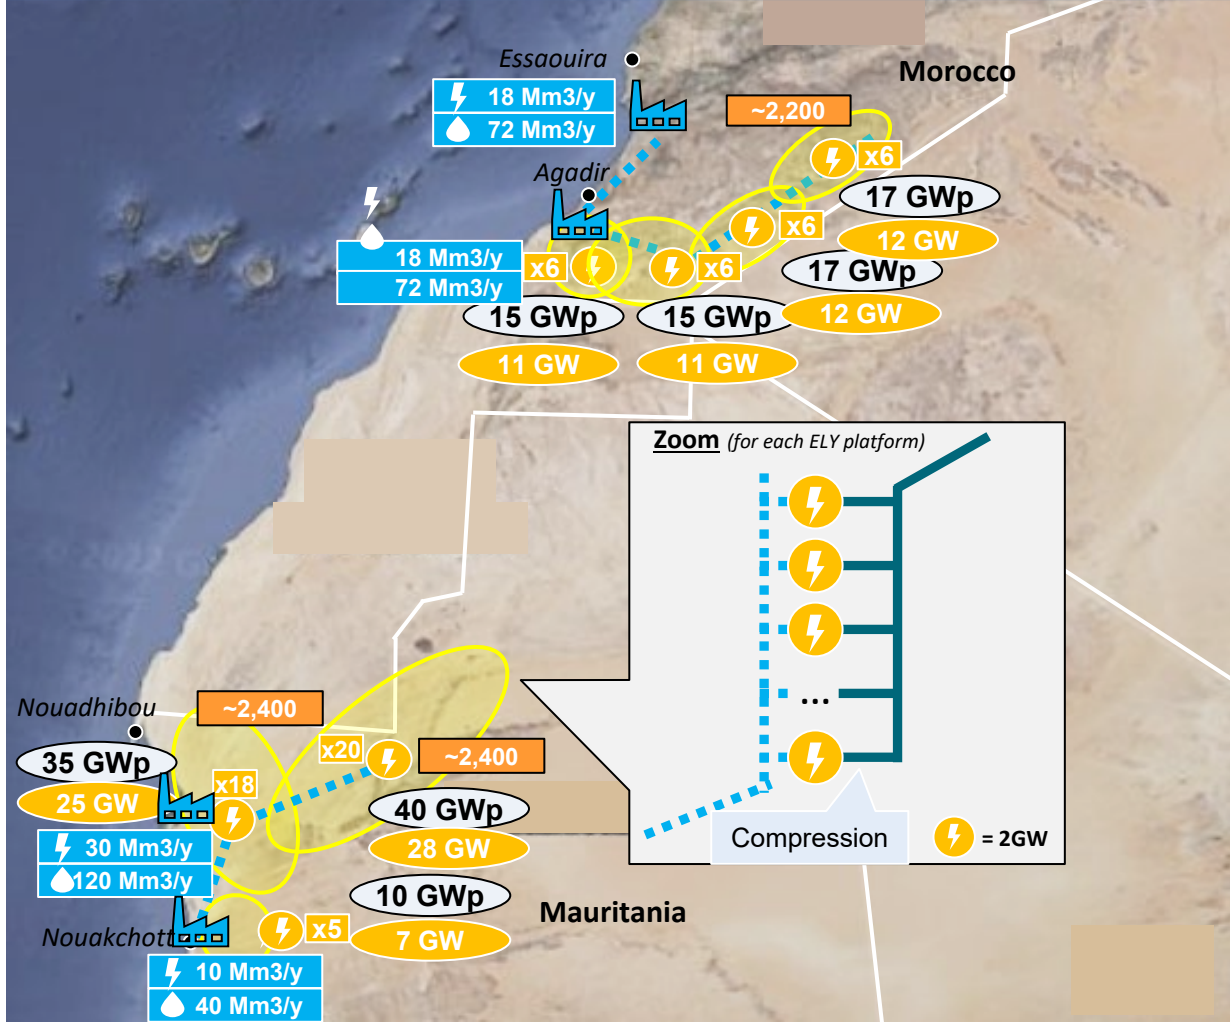 Essaouira
Morocco
18 Mm3/y
72 Mm3/y
~2,200
x6
Agadir
17 GWp
12 GW
x6
18 Mm3/y
72 Mm3/y
x6
x6
17 GWp
12 GW
15 GWp
11 GW
15 GWp
11 GW
Zoom (for each ELY platform)
...
Compression
= 2GW
Nouadhibou
~2,400
35 GWp
25 GW
x18
x20
~2,400
40 GWp
28 GW
30 Mm3/y
120 Mm3/y
10 GWp
7 GW
Mauritania
Nouakchott
x5
10 Mm3/y
40 Mm3/y